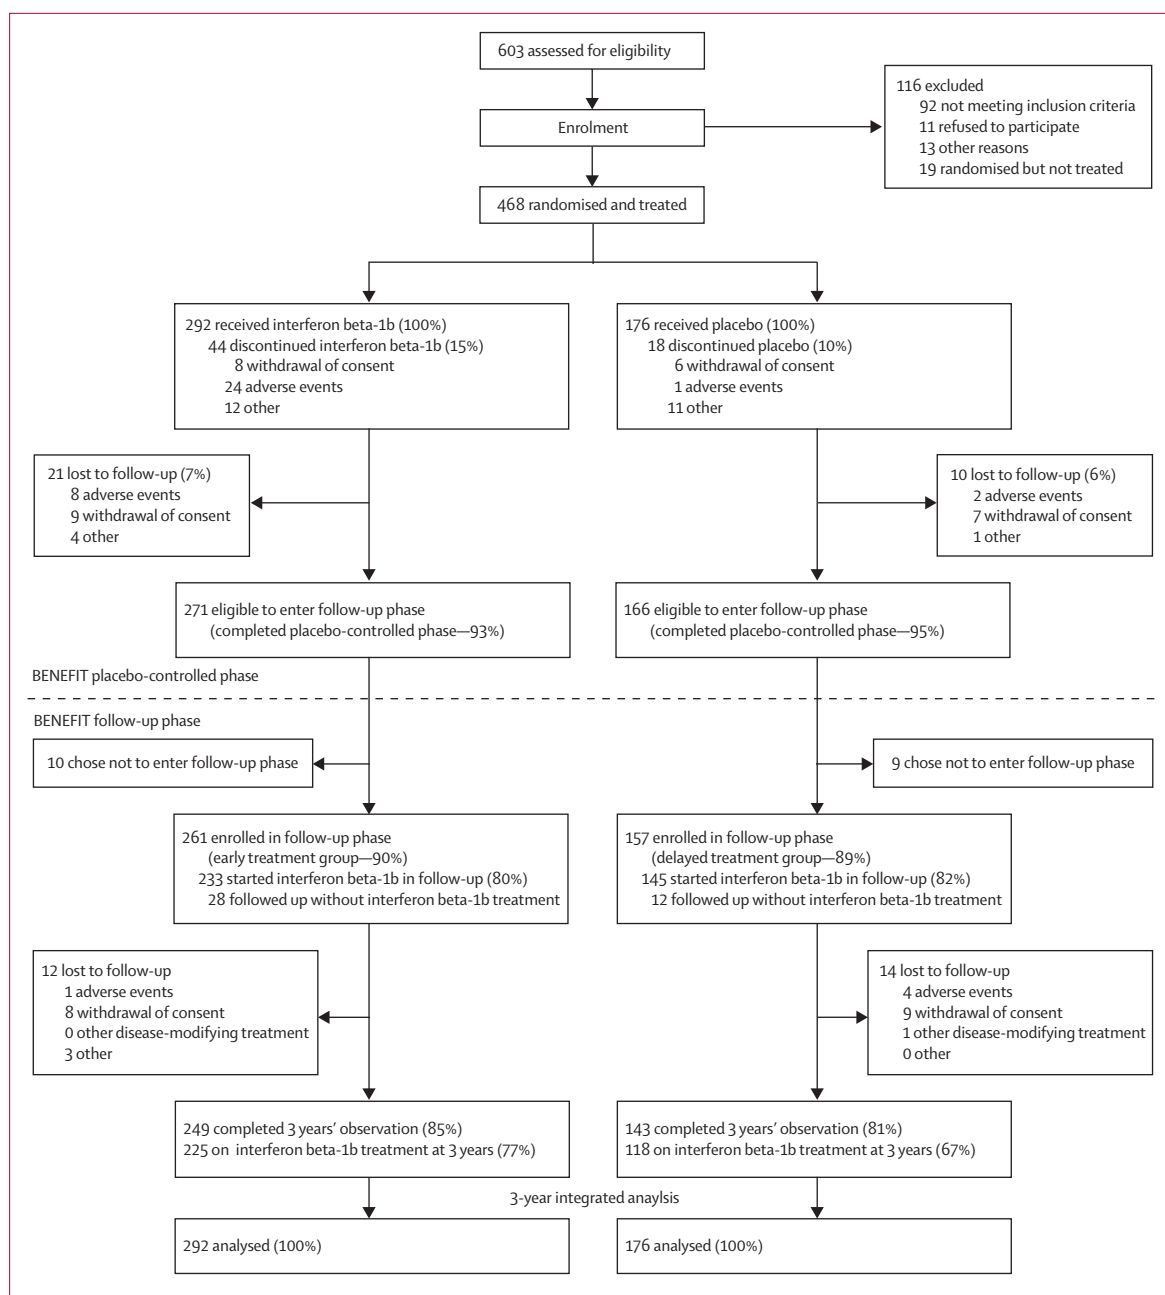 603 assessed for eligibility
116 excluded
92 not meeting inclusion criteria
11 refused to participate
13 other reasons
19 randomised but not treated
Enrolment
468 randomised and treated
292 received interferon beta-1b (100%)
44 discontinued interferon beta-1b (15%)
8 withdrawal of consent
24 adverse events
12 other
176 received placebo (100%)
18 discontinued placebo (10%)
6 withdrawal of consent
1 adverse events
11 other
21 lost to follow-up (7%)
8 adverse events
9 withdrawal of consent
4 other
10 lost to follow-up (6%)
2 adverse events
7 withdrawal of consent
1 other
271 eligible to enter follow-up phase
(completed placebo-controlled phase—93%)
166 eligible to enter follow-up phase
(completed placebo-controlled phase—95%)
BENEFIT placebo-controlled phase
BENEFIT follow-up phase
10 chose not to enter follow-up phase
9 chose not to enter follow-up phase
261 enrolled in follow-up phase
(early treatment group—90%)
233 started interferon beta-1b in follow-up (80%)
28 followed up without interferon beta-1b treatment
157 enrolled in follow-up phase
(delayed treatment group—89%)
145 started interferon beta-1b in follow-up (82%)
12 followed up without interferon beta-1b treatment
12 lost to follow-up
1 adverse events
8 withdrawal of consent
0 other disease-modifying treatment
3 other
14 lost to follow-up
4 adverse events
9 withdrawal of consent
1 other disease-modifying treatment
0 other
249 completed 3 years’ observation (85%)
225 on interferon beta-1b treatment at 3 years (77%)
143 completed 3 years’ observation (81%)
118 on interferon beta-1b treatment at 3 years (67%)
3-year integrated anaylsis
292 analysed (100%)
176 analysed (100%)